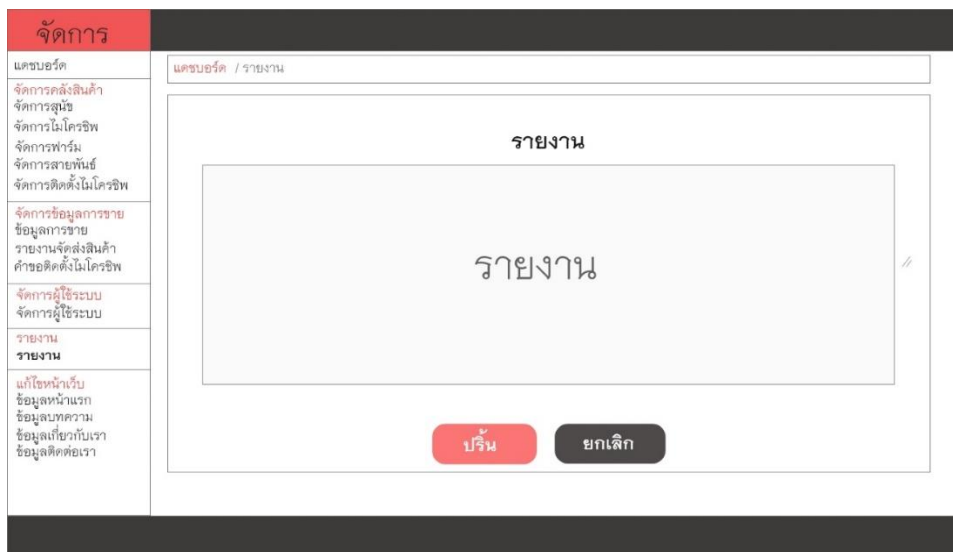 จัดการ
แดชบอร์ด
จัดการคลังสินค้า
จัดการสุนัข
จัดการไมโครชิพ
จัดการฟาร์ม
จัดการสายพันธ์
จัดการติดตั้งไมโครชิพ
จัดการข้อมูลการขาย
ข้อมูลการขาย
รายงานจัดส่งสินค้า
คำขอติดตั้งไมโครชิพ
จัดการผู้ใช้ระบบ
จัดการผู้ใช้ระบบ
รายงาน
รายงาน
แก้ไขหน้าเว็บ
ข้อมูลหน้าแรก
ข้อมูลบทความ
ข้อมูลเกี่ยวกับเรา
ข้อมูลติดต่อเรา
แดชบอร์ด / รายงาน
รายงาน
รายงาน
ปริ้น
ยกเลิก